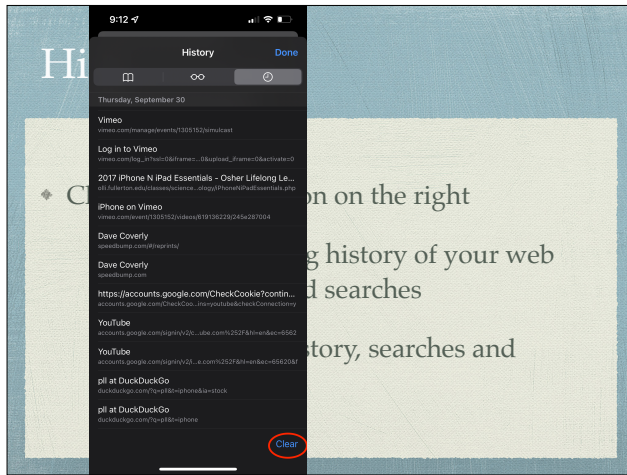 Hi
9:12
History
Done
Thursday, September 30
Vimeo
vimeo.com/manage/events/1305152/simulcast
Log in to Vimeo
vimeo.com/log_in?ssl=0&iframe=...0&upload_iframe=0&activate=0
2017 iPhone N iPad Essentials - Osher Lifelong Le...
olli.fullerton.edu/classes/science...ology/iPhoneNiPadEssentials.php
iPhone on Vimeo
vimeo.com/event/1305152/videos/619136229/245e287004
Dave Coverly
speedbump.com/#/reprints/
Dave Coverly
speedbump.com
https://accounts.google.com/CheckCookie?contin...
accounts.google.com/CheckCoo...ins=youtube&checkConnection=y
YouTube
accounts.google.com/signin/v2/c...ube.com%252F&hl=en&ec=6562
YouTube
accounts.google.com/signin/v2/i...e.com%252F&hl=en&ec=65620&f
pll at DuckDuckGo
duckduckgo.com/?q=pll&t=iphone&ia=stock
pll at DuckDuckGo
duckduckgo.com/?q=pll&t=iphone
Clear
on on the right
g history of your web
d searches
story, searches and